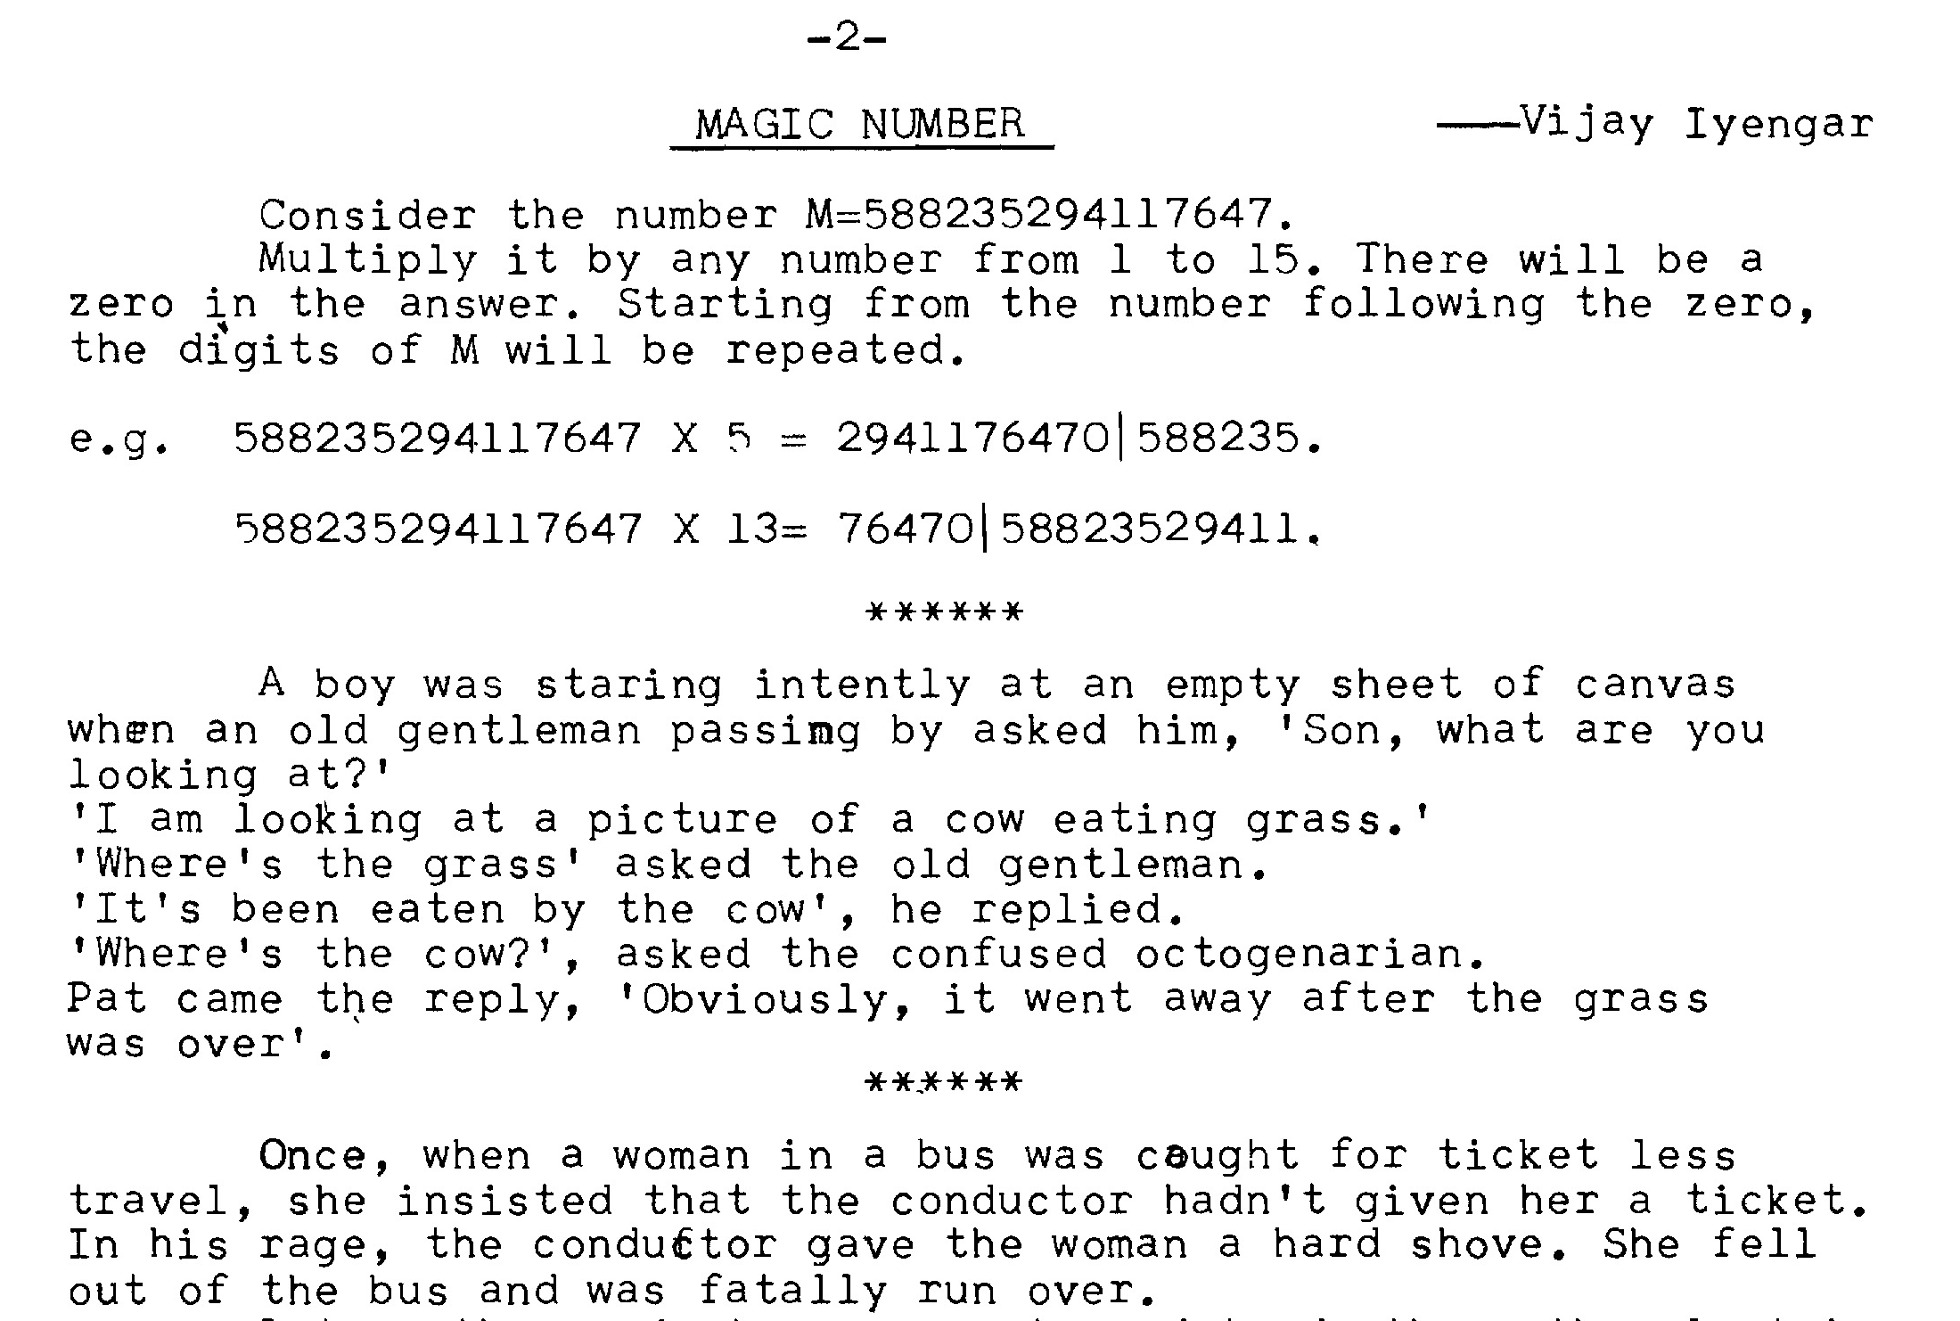 -2-
MAGIC NUMBER ——Vijay Iyengar
Consider the number M=588235294117647.
Multiply it by any number from 1 to 15. There will be a
zero in the answer. Starting from the number following the zero,
the digits of M will be repeated.
e.g. 588235294117647 X 5 = 2941176470|588235.
588235294117647 X 13= 76470|58823529411.
******
A boy was staring intently at an empty sheet of canvas
when an old gentleman passing by asked him, 'Son, what are you
looking at?'
'I am looking at a picture of a cow eating grass.'
'Where's the grass' asked the old gentleman.
'It's been eaten by the cow', he replied.
'Where's the cow?', asked the confused octogenarian.
Pat came the reply, 'Obviously, it went away after the grass
was over'.
******
Once, when a woman in a bus was caught for ticket less
travel, she insisted that the conductor hadn't given her a ticket.
In his rage, the conductor gave the woman a hard shove. She fell
out of the bus and was fatally run over.